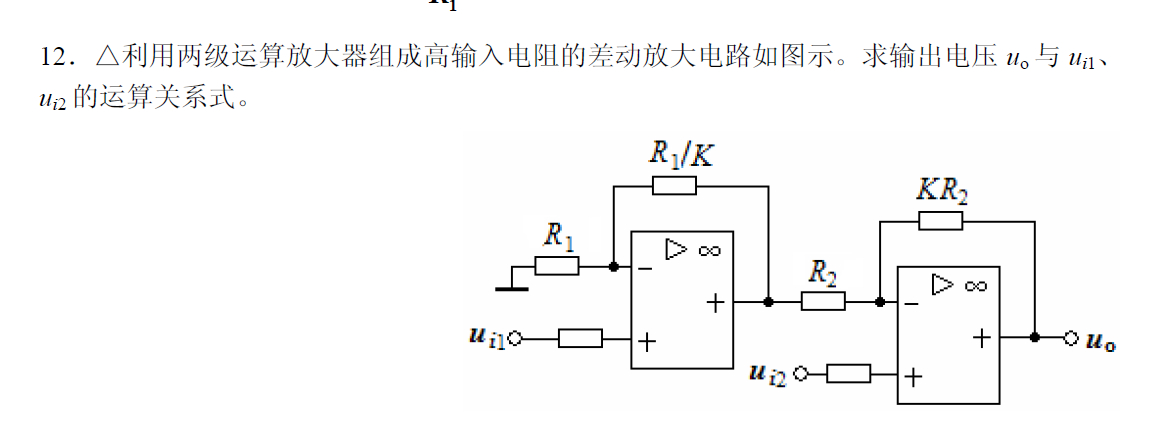 R1
12．△利用两级运算放大器组成高输入电阻的差动放大电路如图示。求输出电压 uo 与 ui1、
ui2 的运算关系式。
R1/K
KR2
R1
▷ ∞
−
+
R2
▷ ∞
−
ui1
+
+
uo
ui2
+